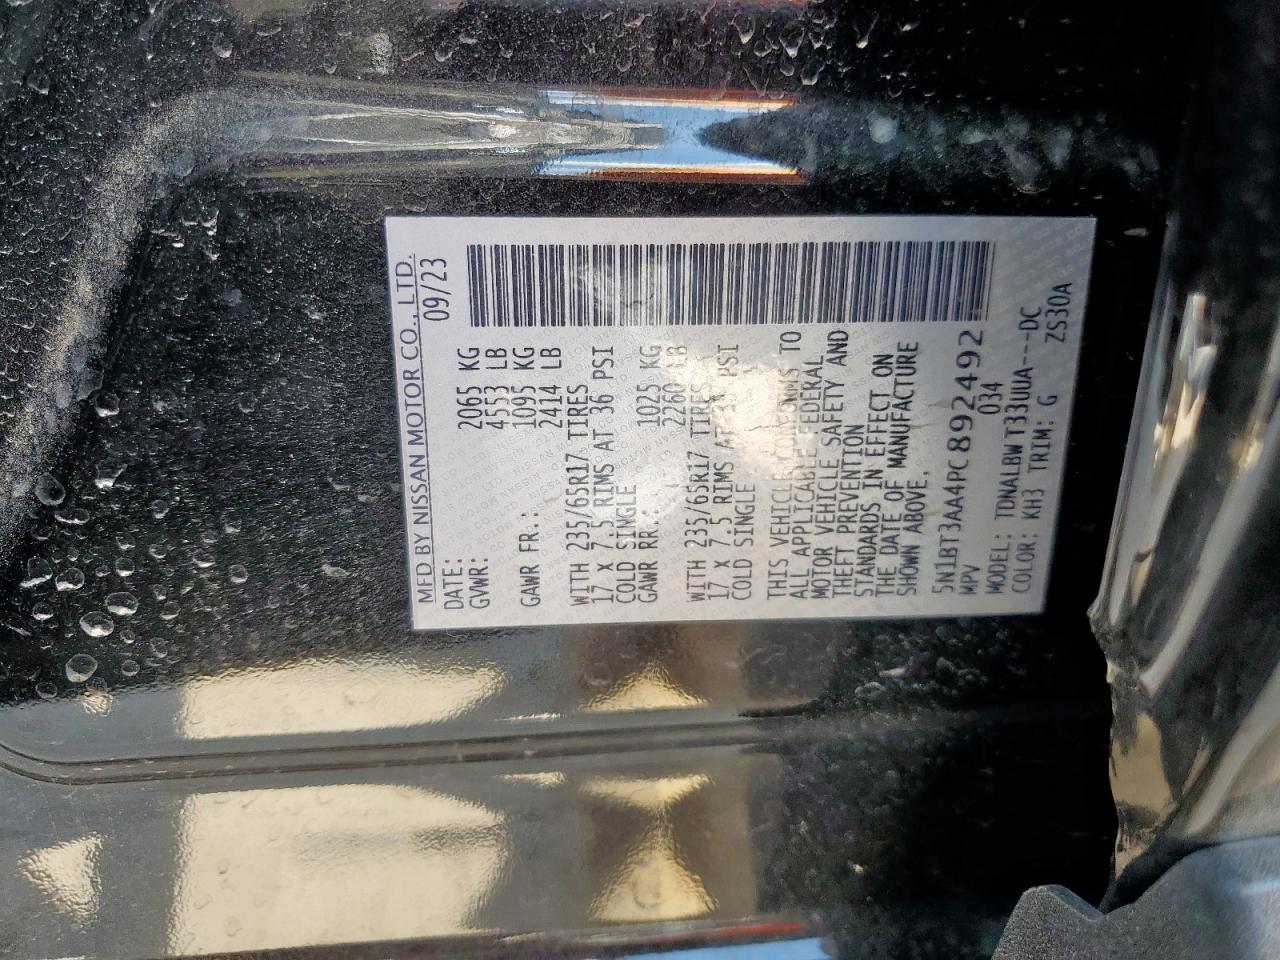 MFD BY NISSAN MOTOR CO., LTD.
DATE: 09/23
GVWR: 2065 KG
4553 LB
GAWR FR.: 1095 KG
2414 LB
WITH 235/65R17 TIRES
17 X 7.5 RIMS AT 36 PSI
COLD SINGLE
GAWR RR.: 1025 KG
2260 LB
WITH 235/65R17 TIRES
17 X 7.5 RIMS PSI
COLD SINGLE
THIS VEHICLE CONFORMS TO
ALL APPLICABLE FEDERAL
MOTOR VEHICLE SAFETY AND
THEFT PREVENTION
STANDARDS IN EFFECT ON
THE DATE OF MANUFACTURE
SHOWN ABOVE.
5N1BT3AA4PC892492
MPV 034
MODEL: TDNALBWT33UUA---DC
COLOR: KH3 TRIM: G ZS30A